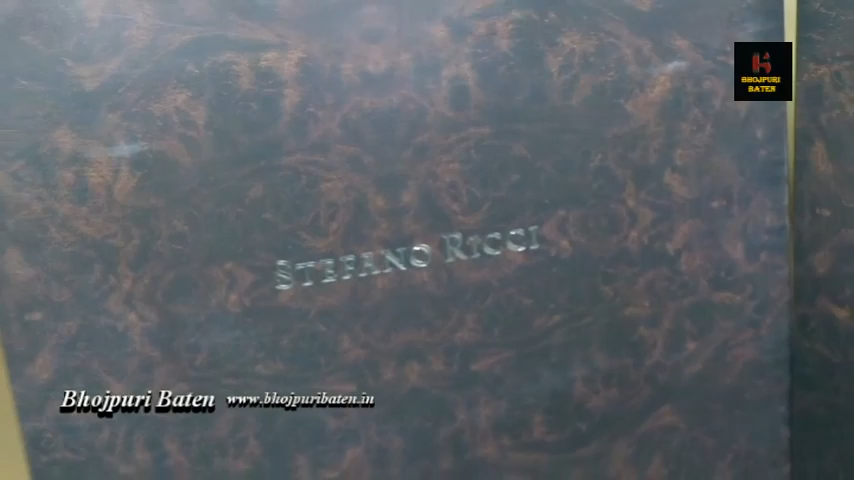 BHOJPURI
BATEN
STEFANO RICCI
Bhojpuri Baten www.bhojpuribaten.in